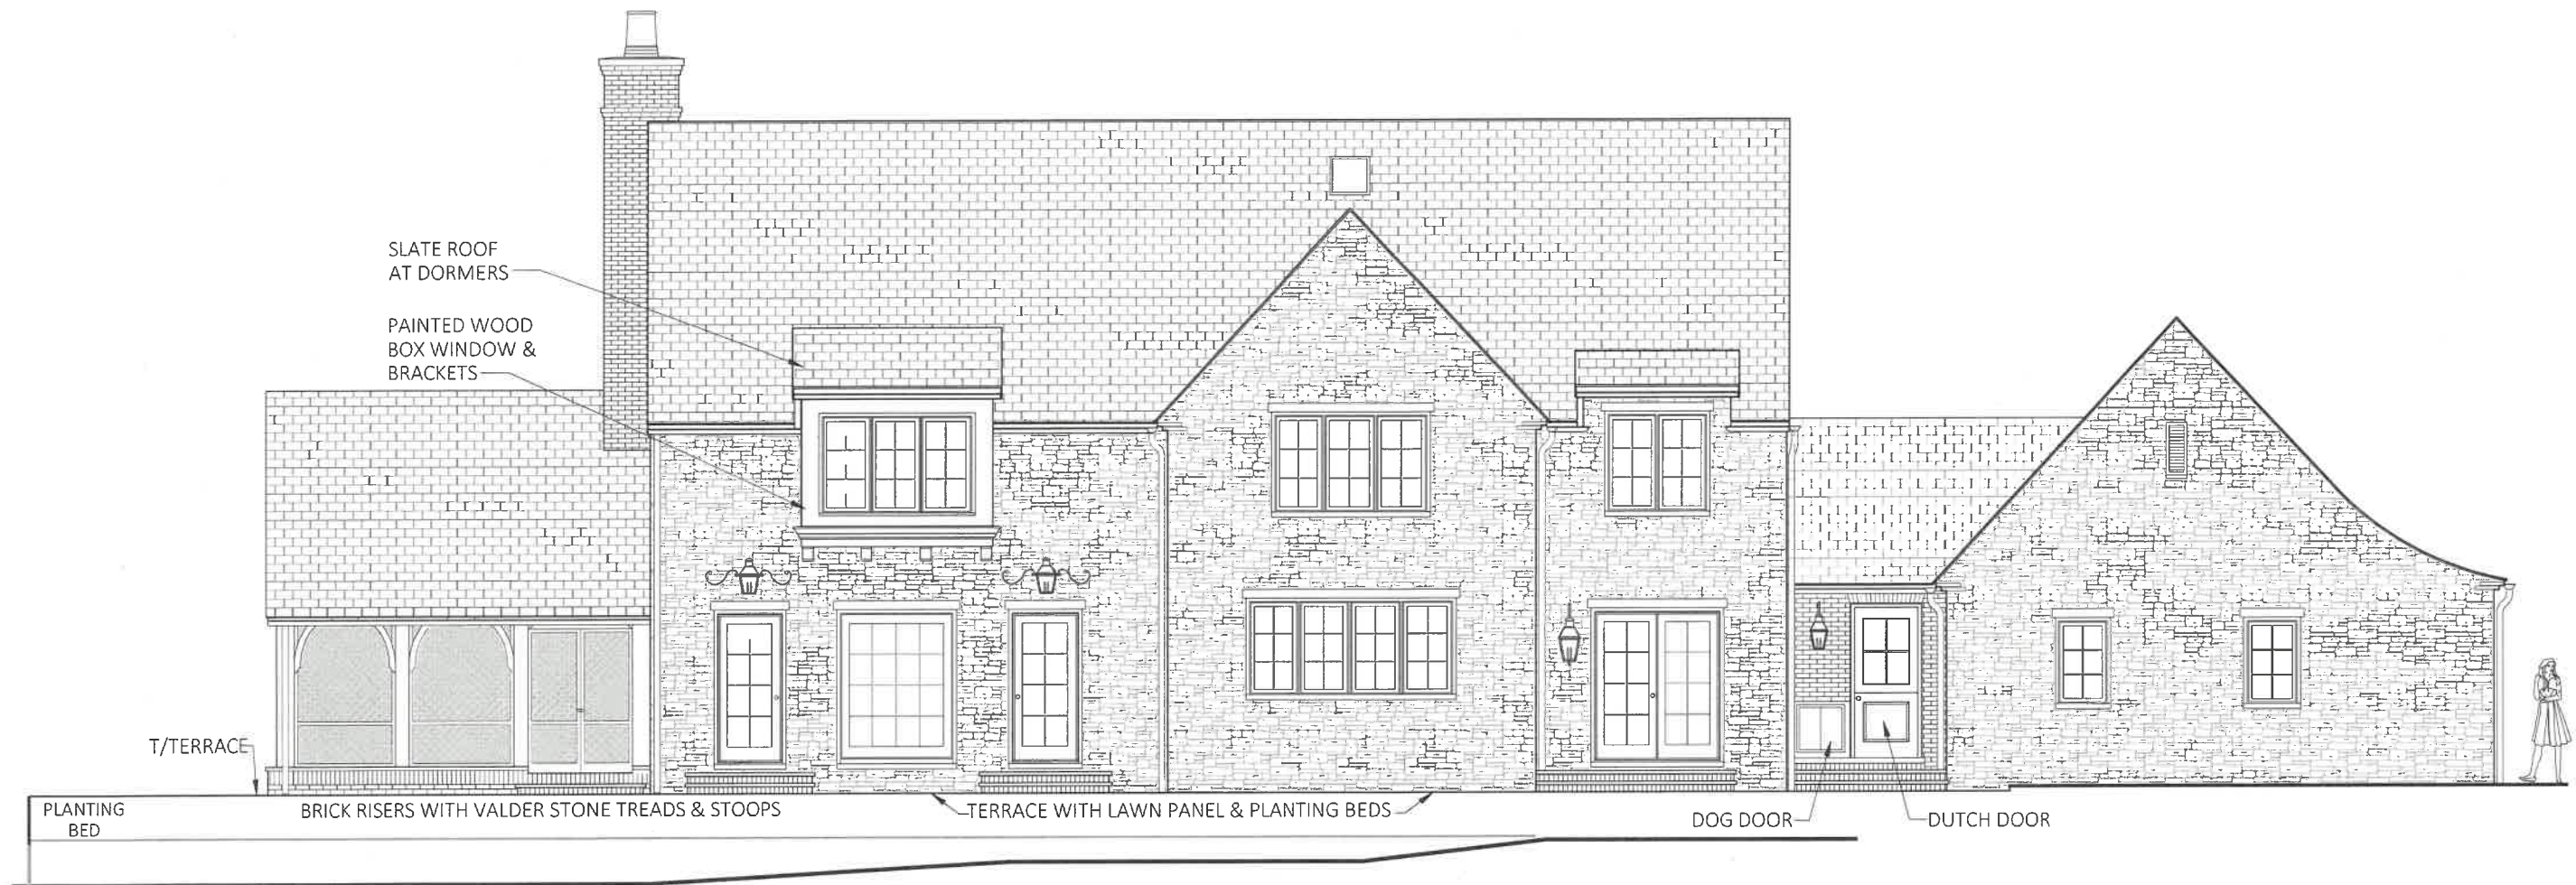 SLATE ROOF
AT DORMERS
PAINTED WOOD
BOX WINDOW &
BRACKETS
T/TERRACE
PLANTING
BED
BRICK RISERS WITH VALDER STONE TREADS & STOOPS
TERRACE WITH LAWN PANEL & PLANTING BEDS
DOG DOOR
DUTCH DOOR